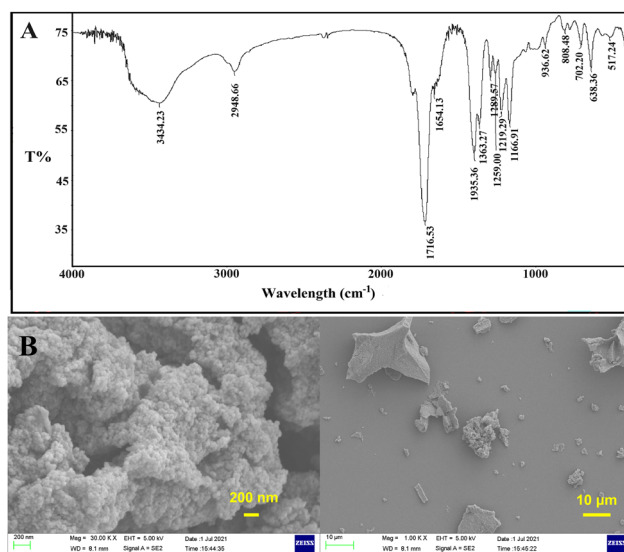 A
75
65
55
45
35
T%
3434.23
2948.66
1716.53
1654.13
1935.36
1363.27
1289.57
1259.00
1219.29
1166.91
936.62
808.48
702.20
638.36
517.24
4000
3000
2000
1000
Wavelength (cm⁻¹)
B
200 nm
10 µm
200 nm
Mag = 30.00 K X
EHT = 5.00 kV
Date :1 Jul 2021
WD = 8.1 mm
Signal A = SE2
Time :15:44:35
ZEISS
10 µm
Mag = 1.00 K X
EHT = 5.00 kV
Date :1 Jul 2021
WD = 8.1 mm
Signal A = SE2
Time :15:45:22
ZEISS